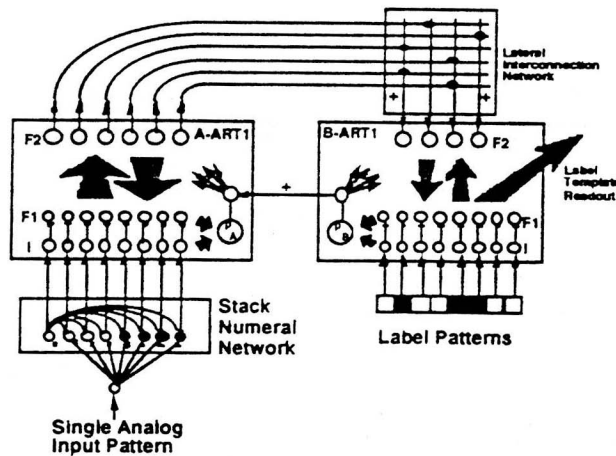 Lateral
Interconnection
Network
+
+
F2
A-ART1
B-ART1
F2
+
Label
Template
Readout
F1
I
P
A
P
B
F1
I
Stack
Numeral
Network
Label Patterns
Single Analog
Input Pattern